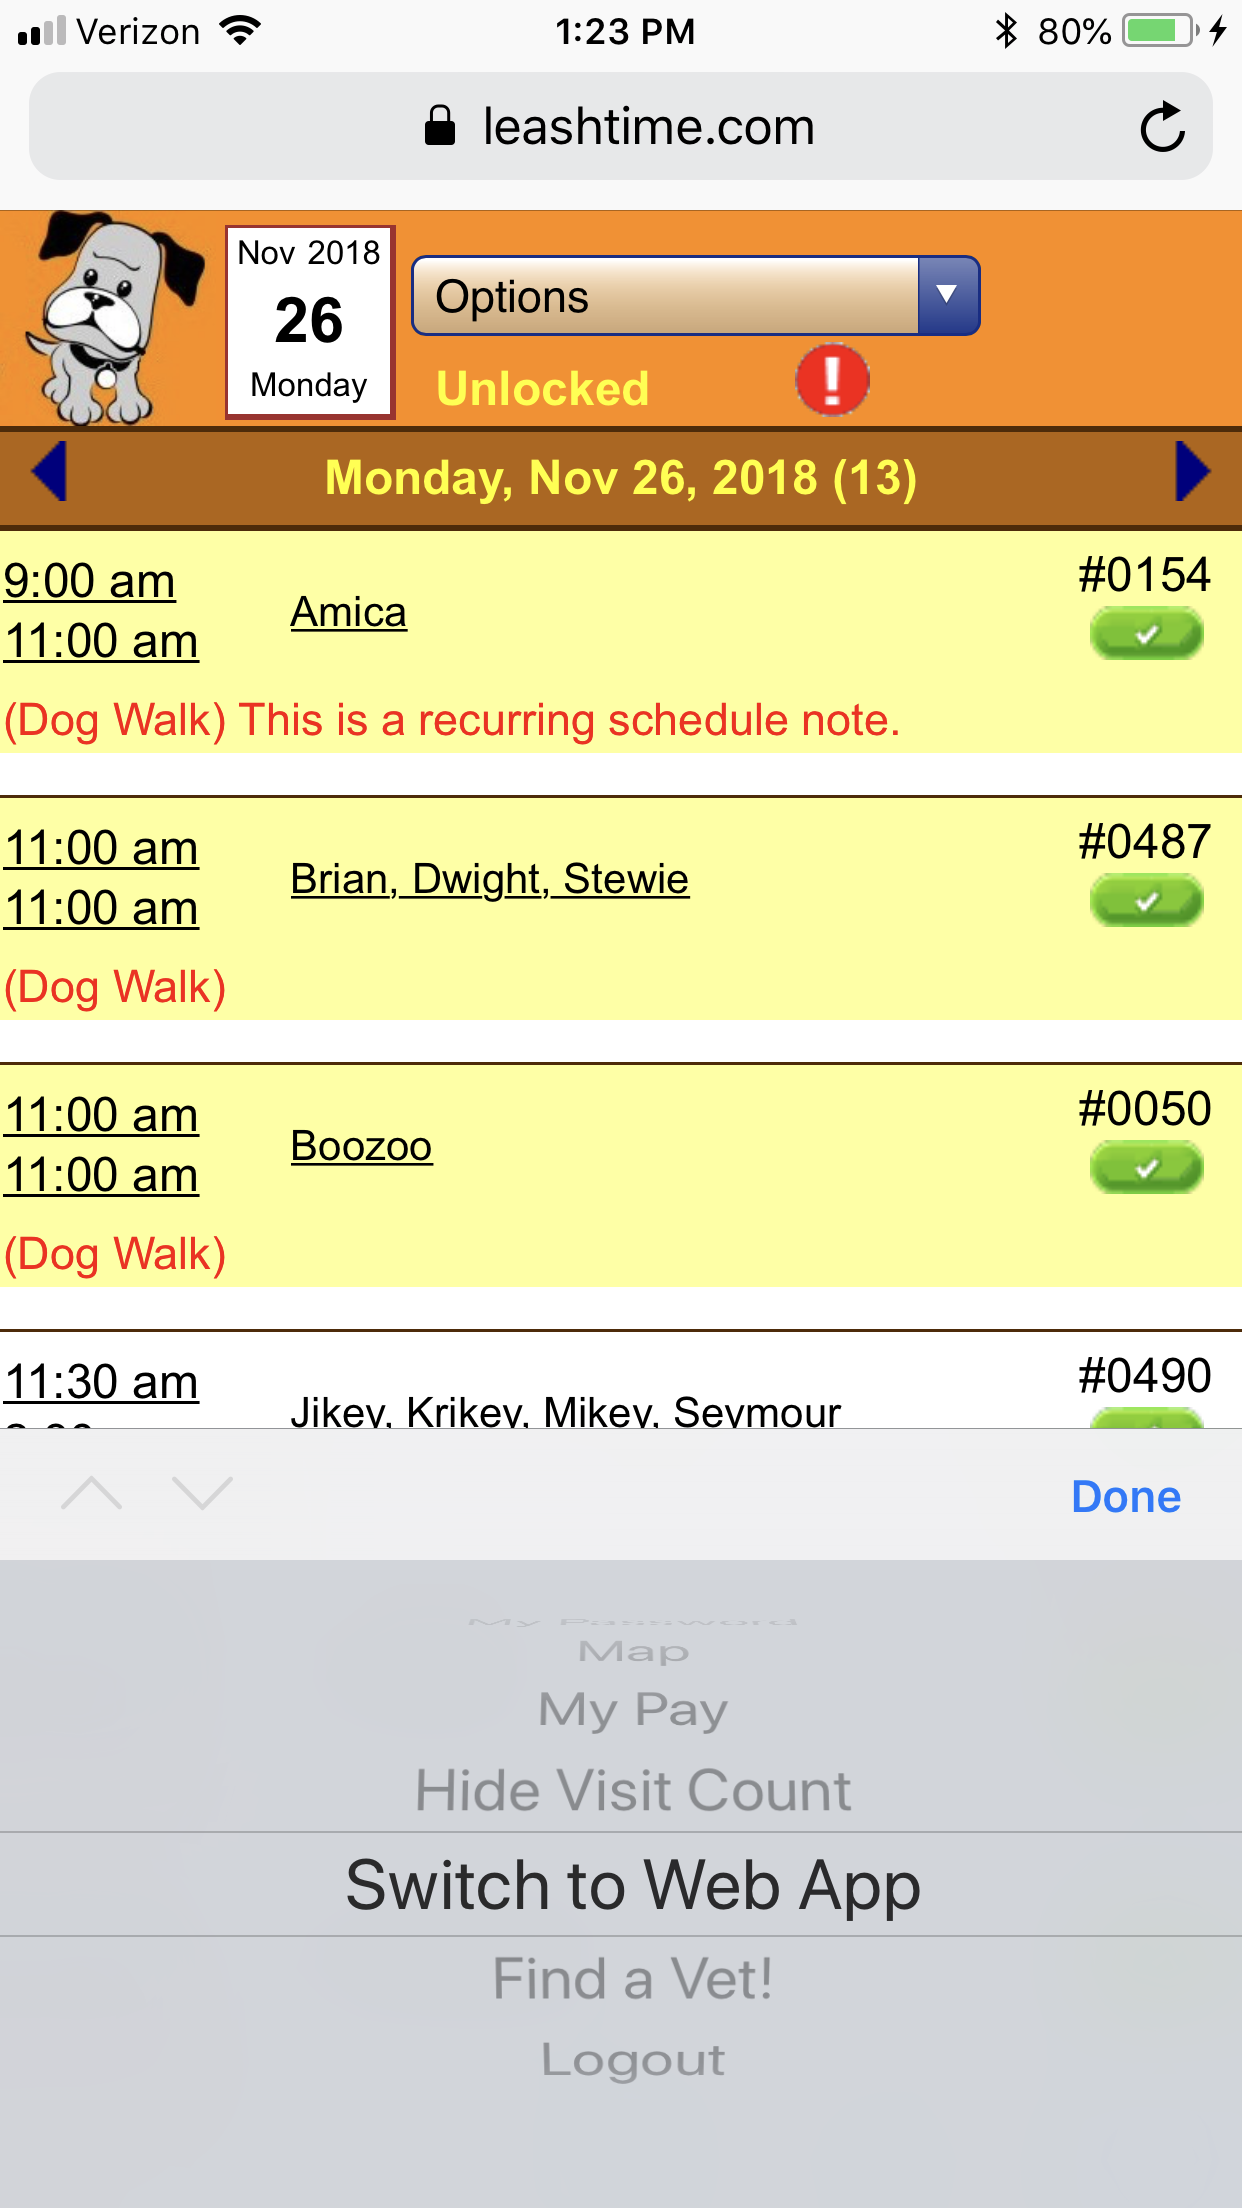 Verizon 1:23 PM 80%
leashtime.com
Nov 2018
26
Monday
Options
Unlocked
Monday, Nov 26, 2018 (13)
9:00 am
11:00 am
Amica
#0154
(Dog Walk) This is a recurring schedule note.
11:00 am
11:00 am
Brian, Dwight, Stewie
#0487
(Dog Walk)
11:00 am
11:00 am
Boozoo
#0050
(Dog Walk)
11:30 am
Jikey, Krikey, Mikey, Seymour
#0490
Done
My Password
Map
My Pay
Hide Visit Count
Switch to Web App
Find a Vet!
Logout